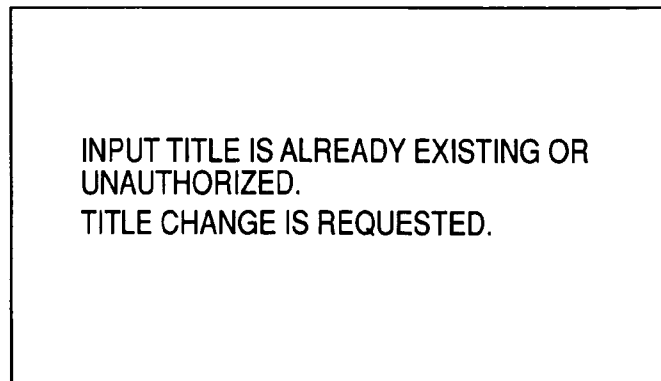 INPUT TITLE IS ALREADY EXISTING OR
UNAUTHORIZED.
TITLE CHANGE IS REQUESTED.